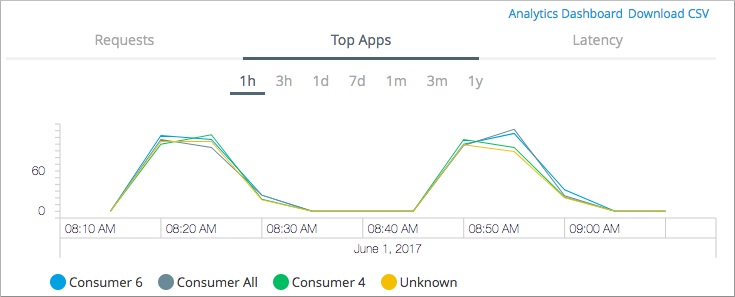 Analytics Dashboard Download CSV
Requests Top Apps Latency
1h 3h 1d 7d 1m 3m 1y
60
0
08:10 AM 08:20 AM 08:30 AM 08:40 AM 08:50 AM 09:00 AM
June 1, 2017
Consumer 6 Consumer All Consumer 4 Unknown